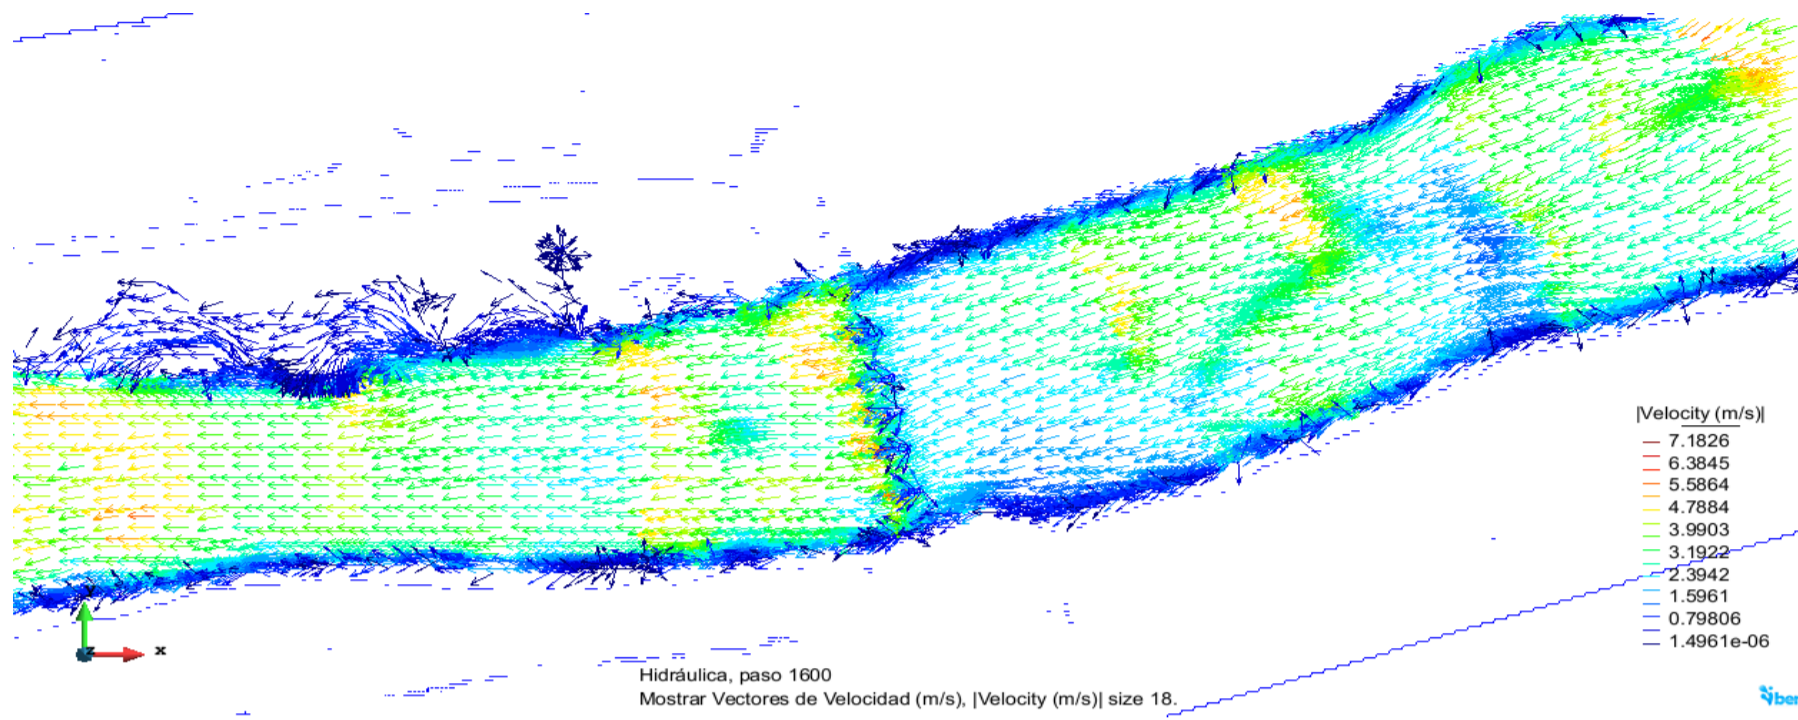 |Velocity (m/s)|
7.1826
6.3845
5.5864
4.7884
3.9903
3.1922
2.3942
1.5961
0.79806
1.4961e-06
y
z
x
Hidráulica, paso 1600
Mostrar Vectores de Velocidad (m/s), |Velocity (m/s)| size 18.
iber